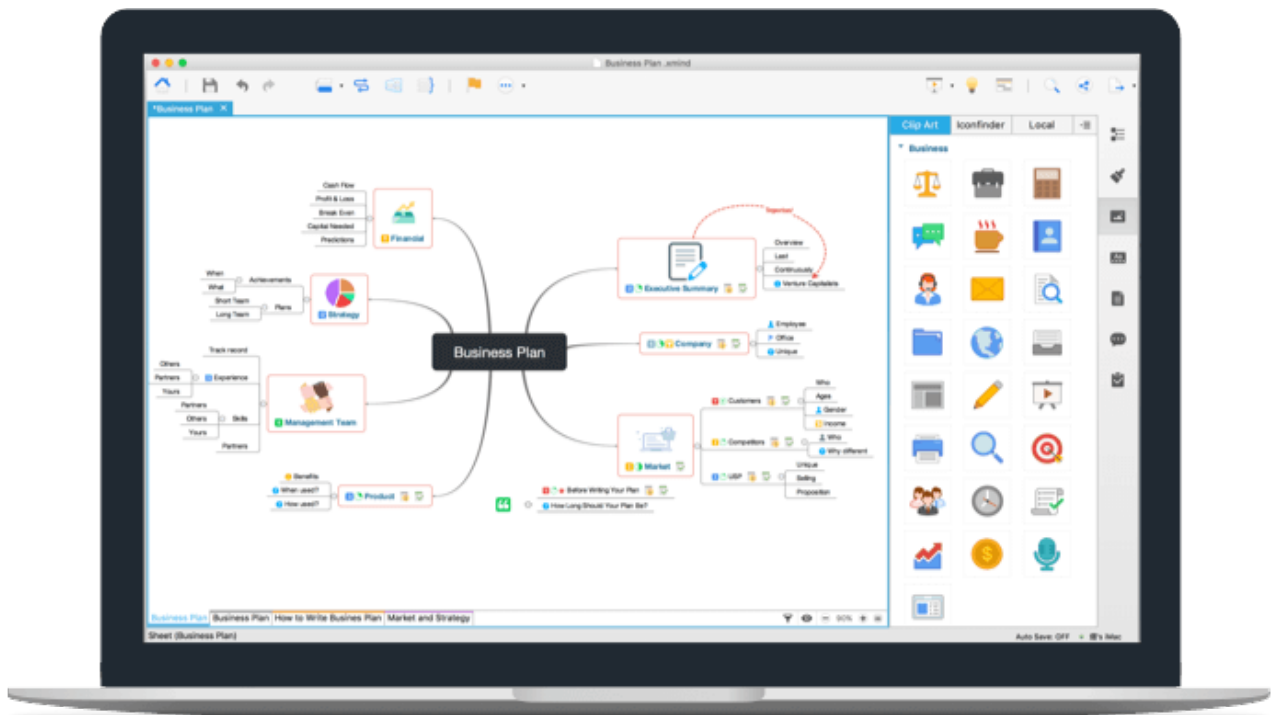 Business Plan .xmind
*Business Plan
Clip Art
Iconfinder
Local
Business
Cash Flow
Profit & Loss
Break Even
Capital Needed
Predictions
Financial
When
What
Achievements
Short Team
Long Team
Plans
Strategy
Track record
Others
Partners
Yours
Experience
Partners
Others
Yours
Skills
Partners
Management Team
Benefits
When used?
How used?
Product
Business Plan
Important!
Executive Summary
Overview
Last
Continuously
Venture Capitalists
Company
Employee
Office
Unique
Market
Customers
Who
Ages
Gender
Income
Competitors
Who
Why different
USP
Unique
Selling
Proposition
Before Writing Your Plan
How Long Should Your Plan Be?
Business Plan
Business Plan
How to Write Busines Plan
Market and Strategy
90%
Sheet (Business Plan)
Auto Save: OFF
's iMac